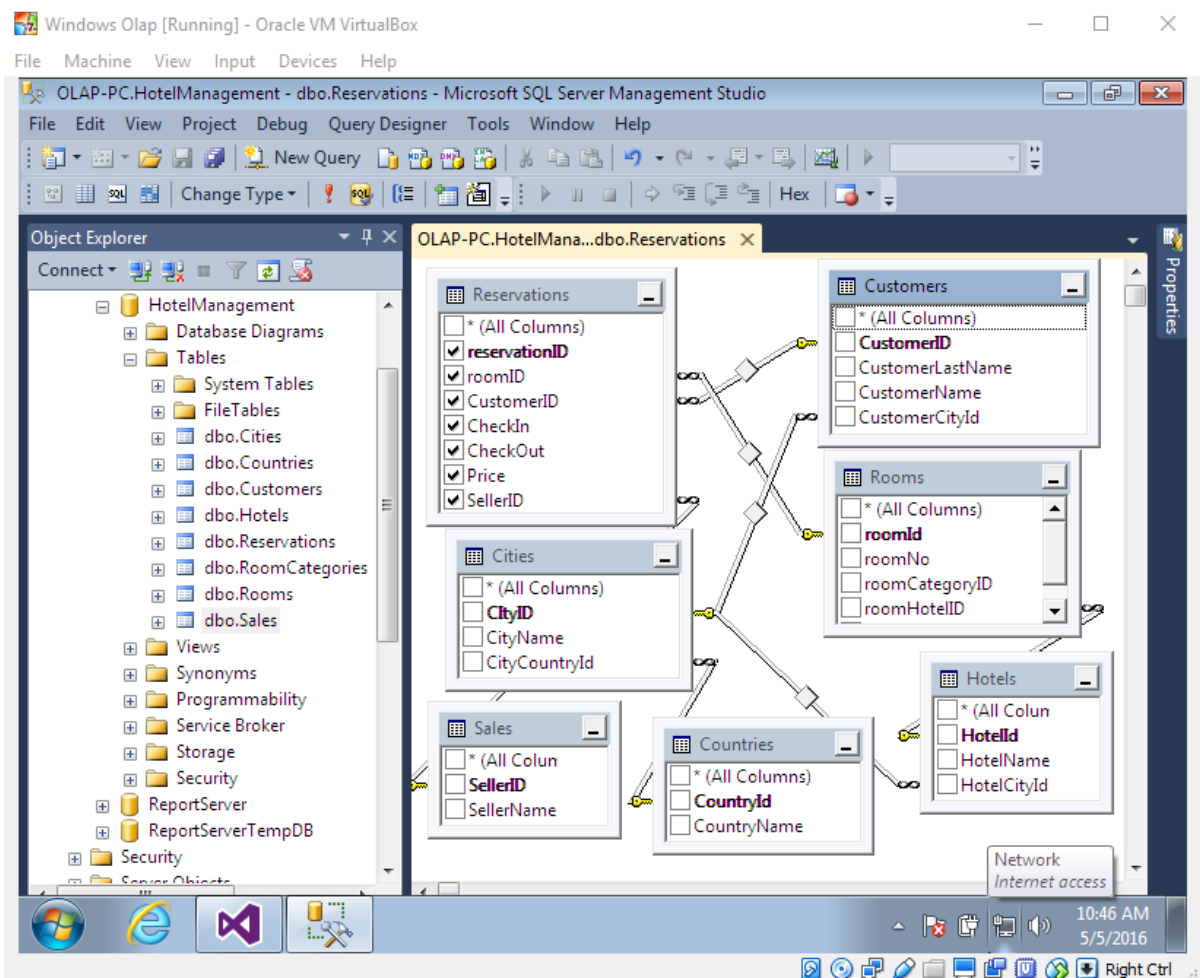 Windows Olap [Running] - Oracle VM VirtualBox
File Machine View Input Devices Help
OLAP-PC.HotelManagement - dbo.Reservations - Microsoft SQL Server Management Studio
File Edit View Project Debug Query Designer Tools Window Help
New Query
Change Type Hex
Object Explorer
Connect
HotelManagement
Database Diagrams
Tables
System Tables
FileTables
dbo.Cities
dbo.Countries
dbo.Customers
dbo.Hotels
dbo.Reservations
dbo.RoomCategories
dbo.Rooms
dbo.Sales
Views
Synonyms
Programmability
Service Broker
Storage
Security
ReportServer
ReportServerTempDB
Security
Server Objects
OLAP-PC.HotelMana...dbo.Reservations
Properties
Reservations
* (All Columns)
reservationID
roomID
CustomerID
CheckIn
CheckOut
Price
SellerID
Customers
* (All Columns)
CustomerID
CustomerLastName
CustomerName
CustomerCityId
Rooms
* (All Columns)
roomId
roomNo
roomCategoryID
roomHotelID
Cities
* (All Columns)
CItyID
CityName
CityCountryId
Hotels
* (All Colun
HotelId
HotelName
HotelCityId
Sales
* (All Colun
SellerID
SellerName
Countries
* (All Columns)
CountryId
CountryName
Network
Internet access
10:46 AM
5/5/2016
Right Ctrl